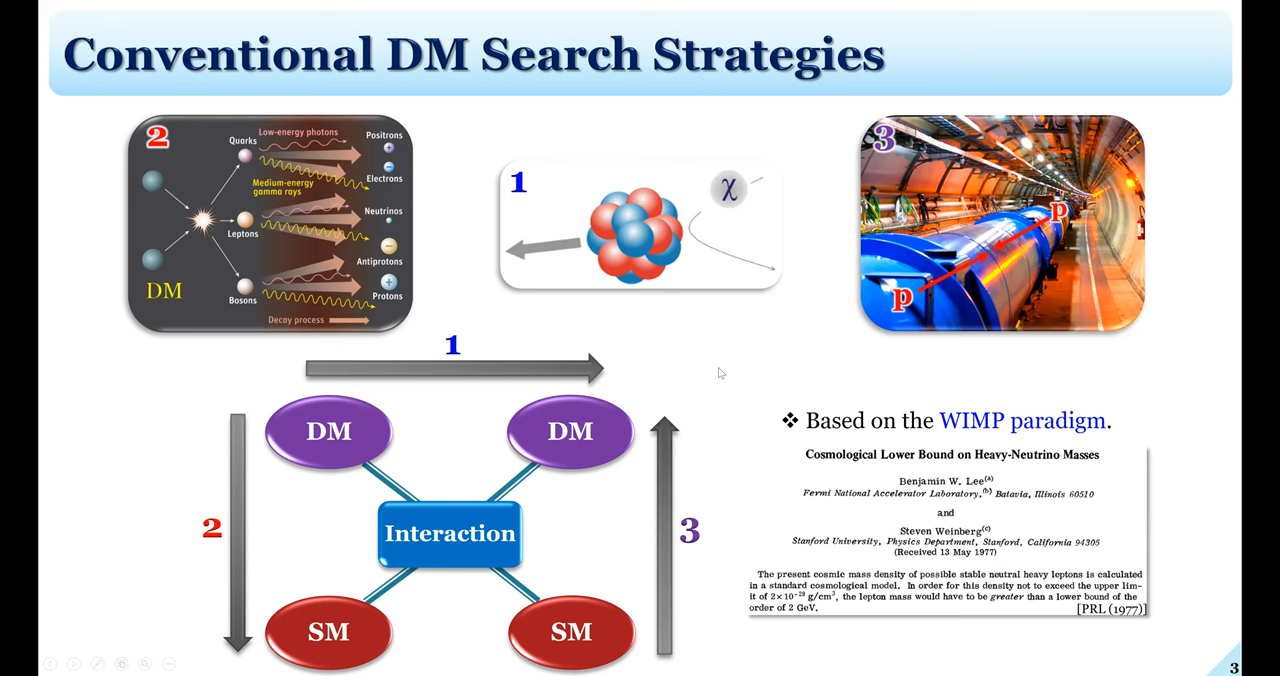 Conventional DM Search Strategies
2
Quarks
Low-energy photons
Positrons
+
Medium-energy
gamma rays
−
Electrons
Neutrinos
Leptons
−
Antiprotons
DM
+
Bosons
Protons
Decay process
1
χ
3
p
p
1
DM
DM
2
Interaction
3
SM
SM
❖ Based on the WIMP paradigm.
Cosmological Lower Bound on Heavy-Neutrino Masses
Benjamin W. Lee(a)
Fermi National Accelerator Laboratory,(b) Batavia, Illinois 60510
and
Steven Weinberg(c)
Stanford University, Physics Department, Stanford, California 94305
(Received 13 May 1977)
The present cosmic mass density of possible stable neutral heavy leptons is calculated
in a standard cosmological model. In order for this density not to exceed the upper lim-
it of 2×10⁻²⁹ g/cm³, the lepton mass would have to be greater than a lower bound of the
order of 2 GeV.
[PRL (1977)]
3